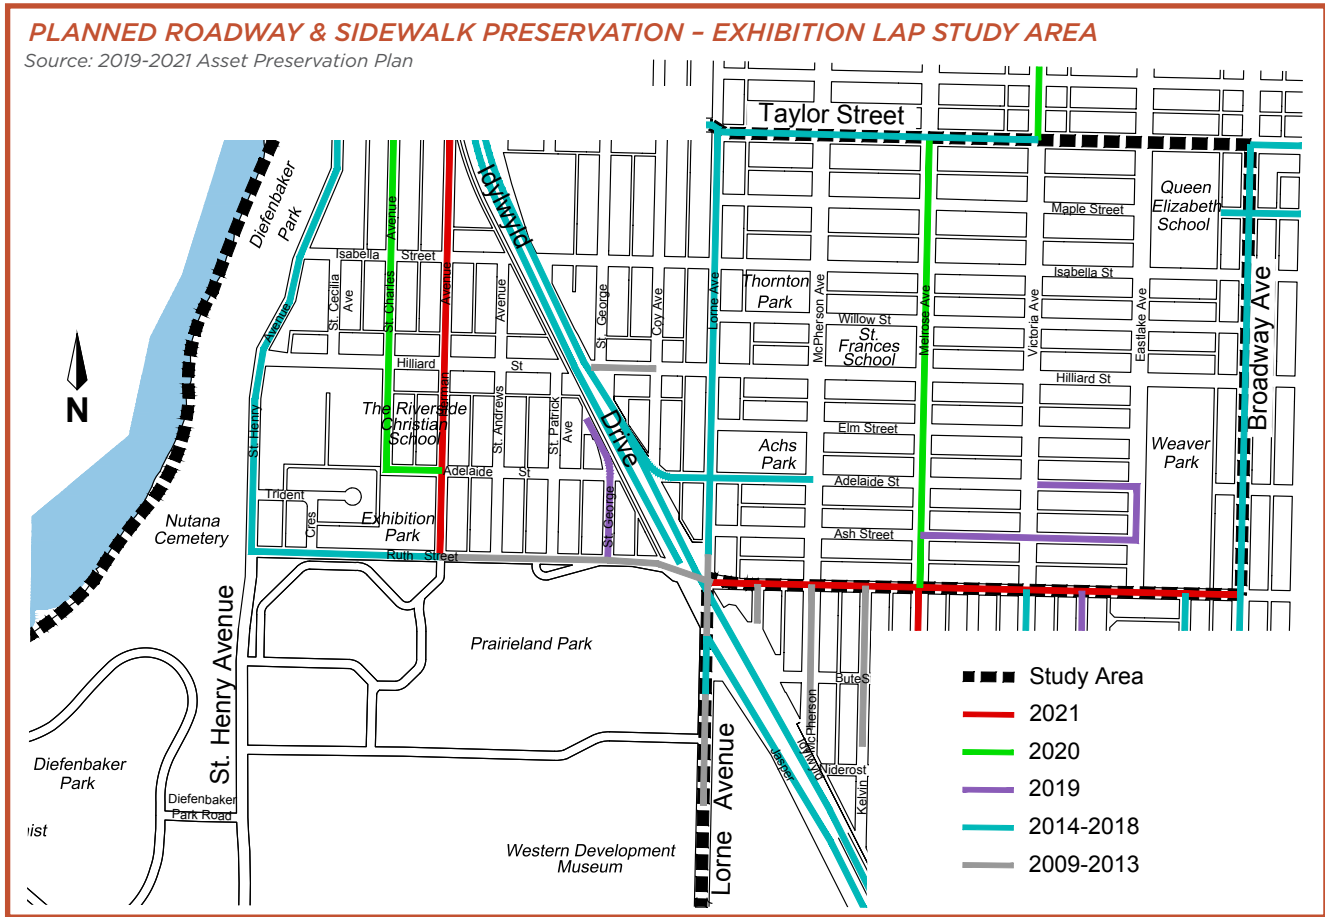 PLANNED ROADWAY & SIDEWALK PRESERVATION – EXHIBITION LAP STUDY AREA
Source: 2019-2021 Asset Preservation Plan
Taylor Street
Idylwyld
Drive
Diefenbaker
Park
Queen
Elizabeth
School
Maple Street
Avenue
Isabella
Street
Isabella St
St. Cecilia
Ave
St. Charles
Avenue
Avenue
St. George
Coy Ave
Lorne Ave
Thornton
Park
McPherson Ave
Willow St
St.
Frances
School
Melrose Ave
Victoria Ave
Eastlake Ave
Broadway Ave
Avenue
Hilliard
St
Hilliard St
N
The Riverside
Christian
School
St. Andrews
St. Patrick
Ave
Elm Street
St. Henry
Achs
Park
Weaver
Park
Adelaide
St
Adelaide St
Trident
Cres
Exhibition
Park
St. George
Ash Street
Nutana
Cemetery
Ruth
Street
St. Henry Avenue
Prairieland Park
Bute
McPherson
Idylwyld
Jasper
Niderost
Kelvin
Lorne Avenue
Diefenbaker
Park
Diefenbaker
Park Road
Western Development
Museum
Study Area
2021
2020
2019
2014-2018
2009-2013